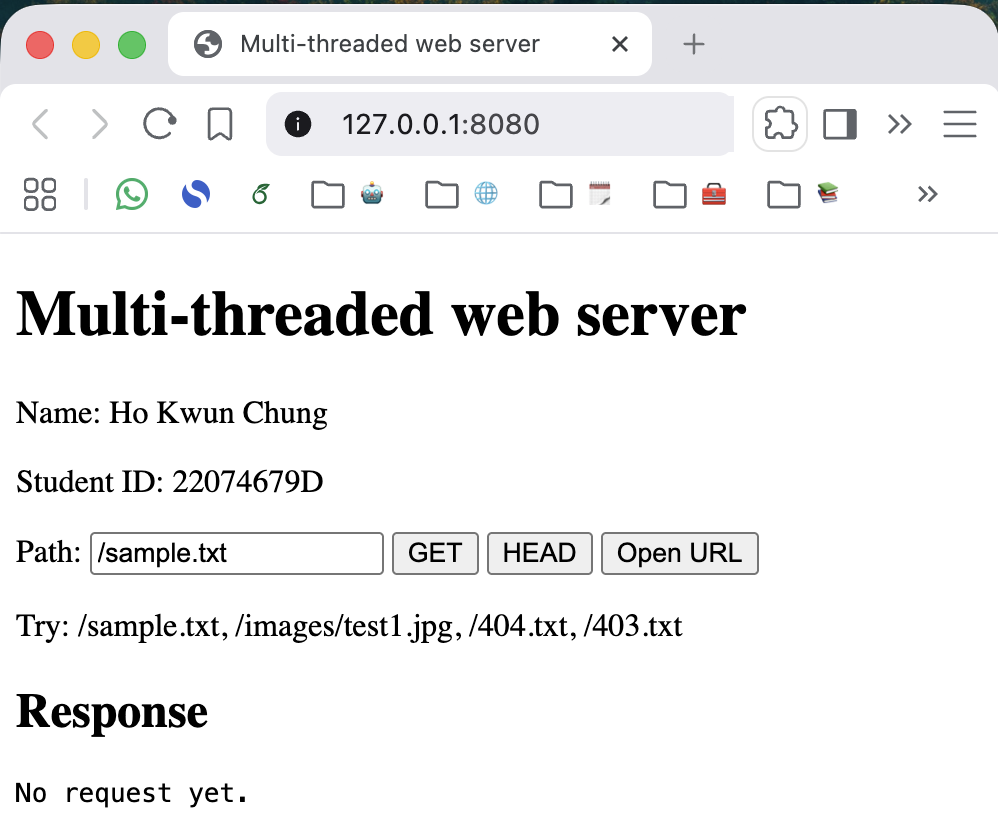 Multi-threaded web server
127.0.0.1:8080
Multi-threaded web server
Name: Ho Kwun Chung
Student ID: 22074679D
Path: /sample.txt GET HEAD Open URL
Try: /sample.txt, /images/test1.jpg, /404.txt, /403.txt
Response
No request yet.